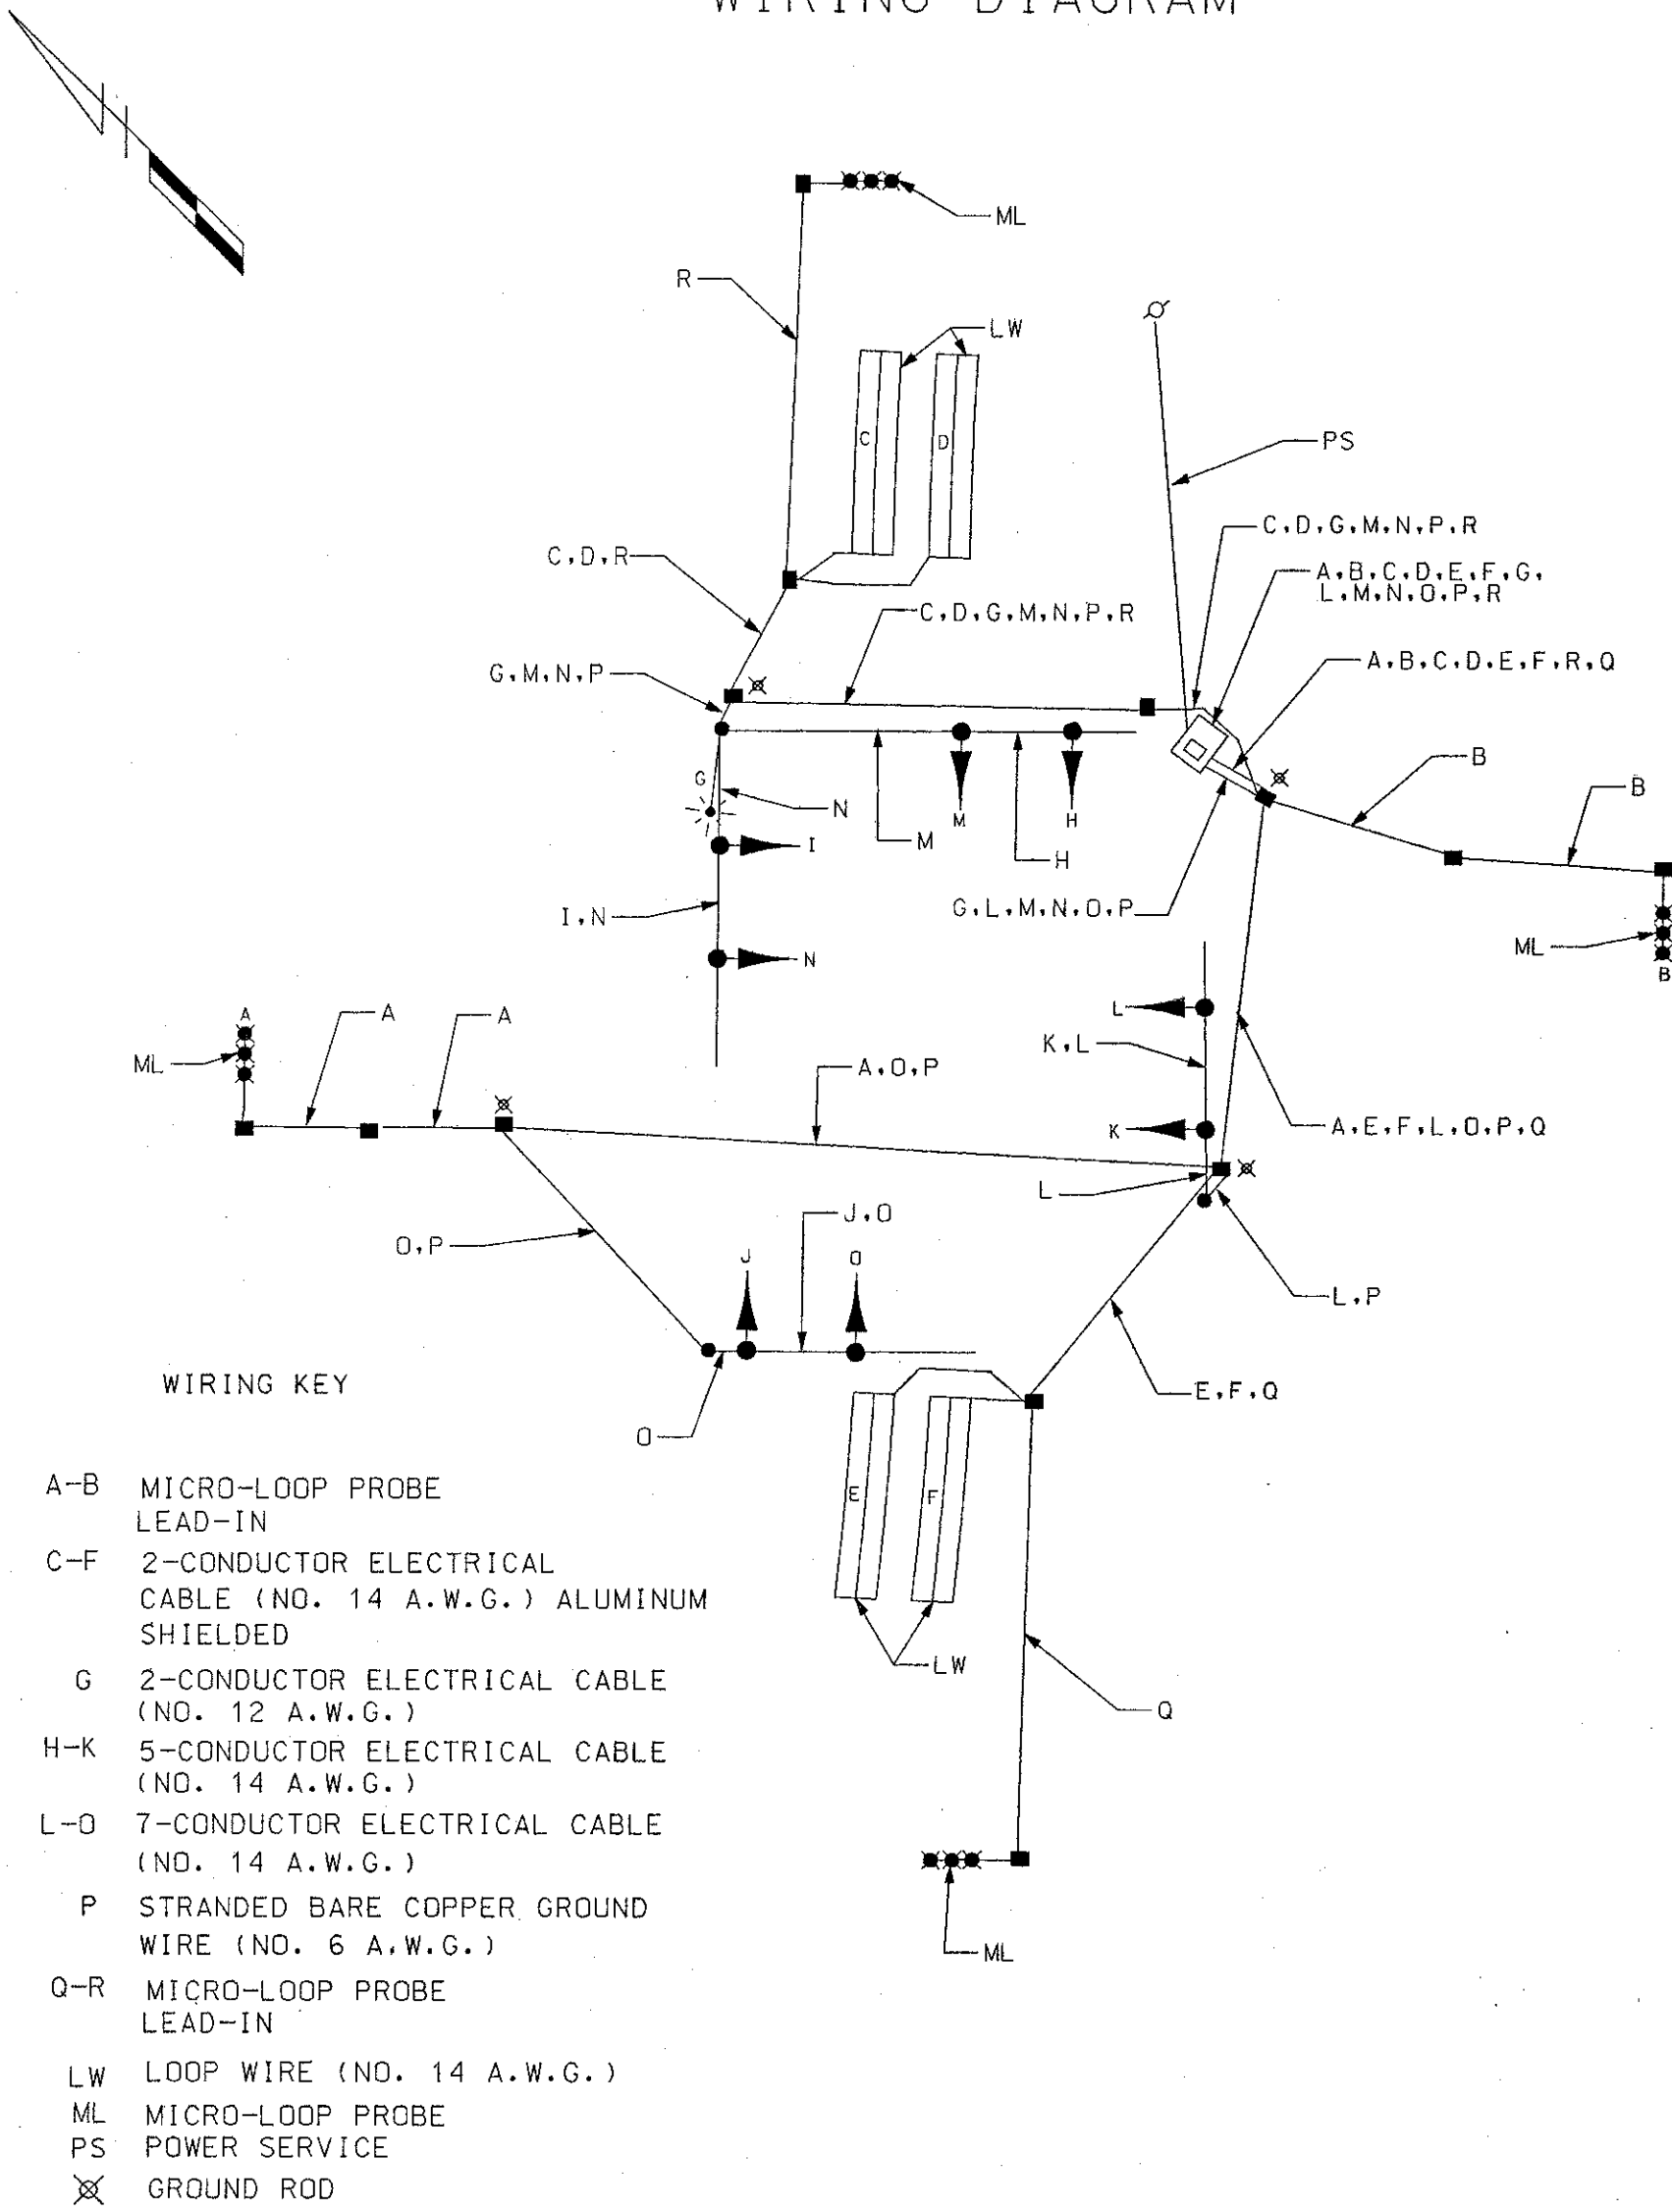 WIRING DIAGRAM
ML
R
LW
C
D
PS
C,D,G,M,N,P,R
C,D,R
A,B,C,D,E,F,G,
L,M,N,O,P,R
C,D,G,M,N,P,R
A,B,C,D,E,F,R,Q
G,M,N,P
B
B
G
N
M
H
I
M
H
I,N
G,L,M,N,O,P
ML
N
B
A
A
A
L
K,L
ML
A,O,P
K
A,E,F,L,O,P,Q
L
J,O
O,P
J
O
L,P
WIRING KEY
E,F,Q
O
A-B MICRO-LOOP PROBE
LEAD-IN
E
F
C-F 2-CONDUCTOR ELECTRICAL
CABLE (NO. 14 A.W.G.) ALUMINUM
SHIELDED
LW
G 2-CONDUCTOR ELECTRICAL CABLE
(NO. 12 A.W.G.)
Q
H-K 5-CONDUCTOR ELECTRICAL CABLE
(NO. 14 A.W.G.)
L-O 7-CONDUCTOR ELECTRICAL CABLE
(NO. 14 A.W.G.)
P STRANDED BARE COPPER GROUND
WIRE (NO. 6 A.W.G.)
ML
Q-R MICRO-LOOP PROBE
LEAD-IN
LW LOOP WIRE (NO. 14 A.W.G.)
ML MICRO-LOOP PROBE
PS POWER SERVICE
GROUND ROD